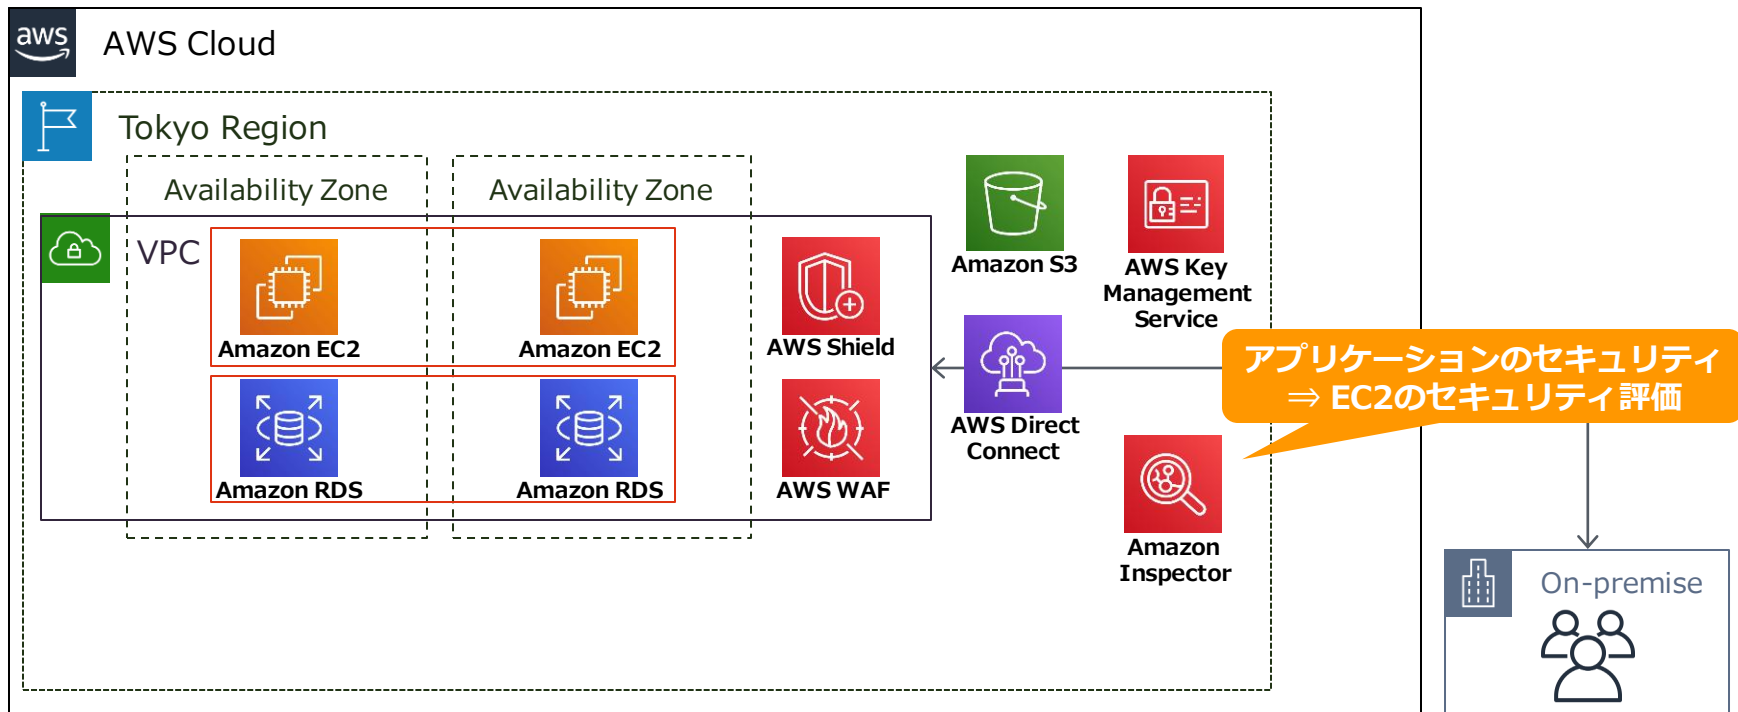 aws
AWS Cloud
Tokyo Region
Availability Zone
Availability Zone
VPC
Amazon EC2
Amazon EC2
AWS Shield
Amazon RDS
Amazon RDS
AWS WAF
Amazon S3
AWS Key
Management
Service
AWS Direct
Connect
アプリケーションのセキュリティ
⇒ EC2のセキュリティ評価
Amazon
Inspector
On-premise